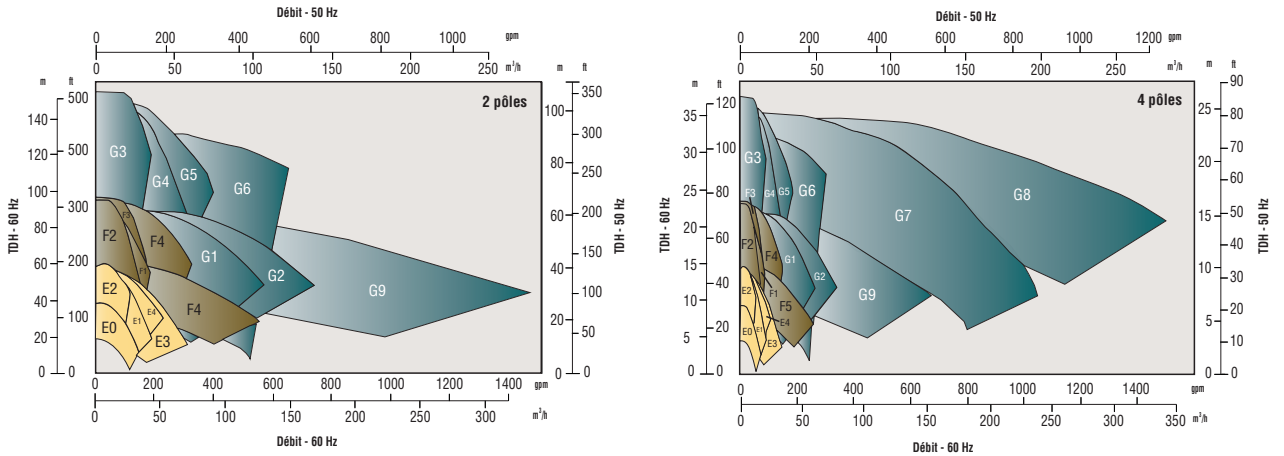 Débit - 50 Hz
0 200 400 600 800 1000 gpm
0 50 100 150 200 250 m³/h
m ft
140 120 100 80 60 40 20 0
500 500 300 200 100 0
TDH - 60 Hz
2 pôles
G3 G4 G5 G6
F2 F3 F4 F1 G1 G2 G9
E2 E1 E4 F4
E0 E3
m ft
100 80 60 40 20 0
350 300 250 200 150 100 50 0
TDH - 50 Hz
0 200 400 600 800 1000 1200 1400 gpm
0 50 100 150 200 250 300 m³/h
Débit - 60 Hz
Débit - 50 Hz
0 200 400 600 800 1000 1200 gpm
0 50 100 150 200 250 m³/h
m ft
35 30 25 20 15 10 5 0
120 100 80 60 40 20 0
TDH - 60 Hz
4 pôles
G3 F3 G4 G5 G6 G7 G8
F2 F4 G1 G2
E2 F1 F5 G9
E0 E1 E4 E3
m ft
25 20 15 10 5 0
90 80 70 60 50 40 30 20 10 0
TDH - 50 Hz
0 200 400 600 800 1000 1200 1400 gpm
0 50 100 150 200 250 300 350 m³/h
Débit - 60 Hz